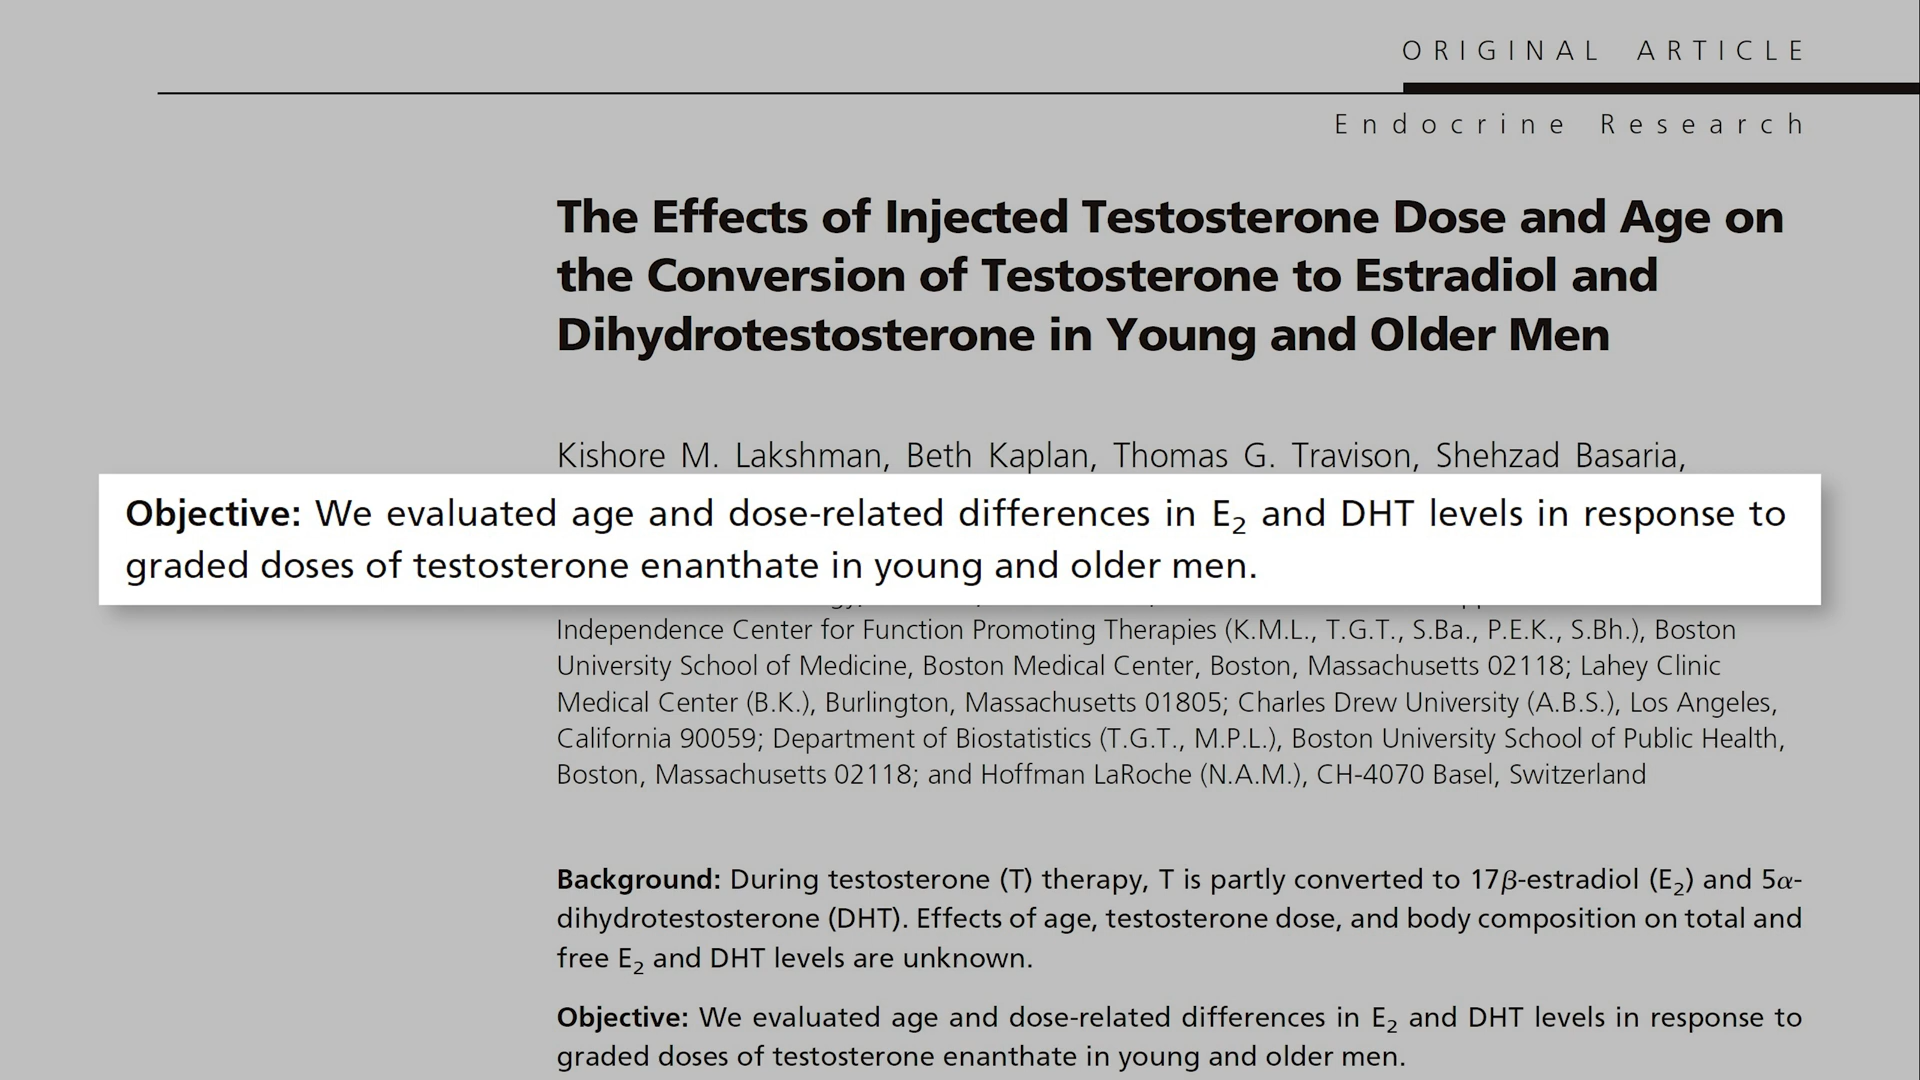 ORIGINAL ARTICLE
Endocrine Research
The Effects of Injected Testosterone Dose and Age on
the Conversion of Testosterone to Estradiol and
Dihydrotestosterone in Young and Older Men
Kishore M. Lakshman, Beth Kaplan, Thomas G. Travison, Shehzad Basaria,
Objective: We evaluated age and dose-related differences in E₂ and DHT levels in response to
graded doses of testosterone enanthate in young and older men.
Independence Center for Function Promoting Therapies (K.M.L., T.G.T., S.Ba., P.E.K., S.Bh.), Boston
University School of Medicine, Boston Medical Center, Boston, Massachusetts 02118; Lahey Clinic
Medical Center (B.K.), Burlington, Massachusetts 01805; Charles Drew University (A.B.S.), Los Angeles,
California 90059; Department of Biostatistics (T.G.T., M.P.L.), Boston University School of Public Health,
Boston, Massachusetts 02118; and Hoffman LaRoche (N.A.M.), CH-4070 Basel, Switzerland
Background: During testosterone (T) therapy, T is partly converted to 17β-estradiol (E₂) and 5α-
dihydrotestosterone (DHT). Effects of age, testosterone dose, and body composition on total and
free E₂ and DHT levels are unknown.
Objective: We evaluated age and dose-related differences in E₂ and DHT levels in response to
graded doses of testosterone enanthate in young and older men.